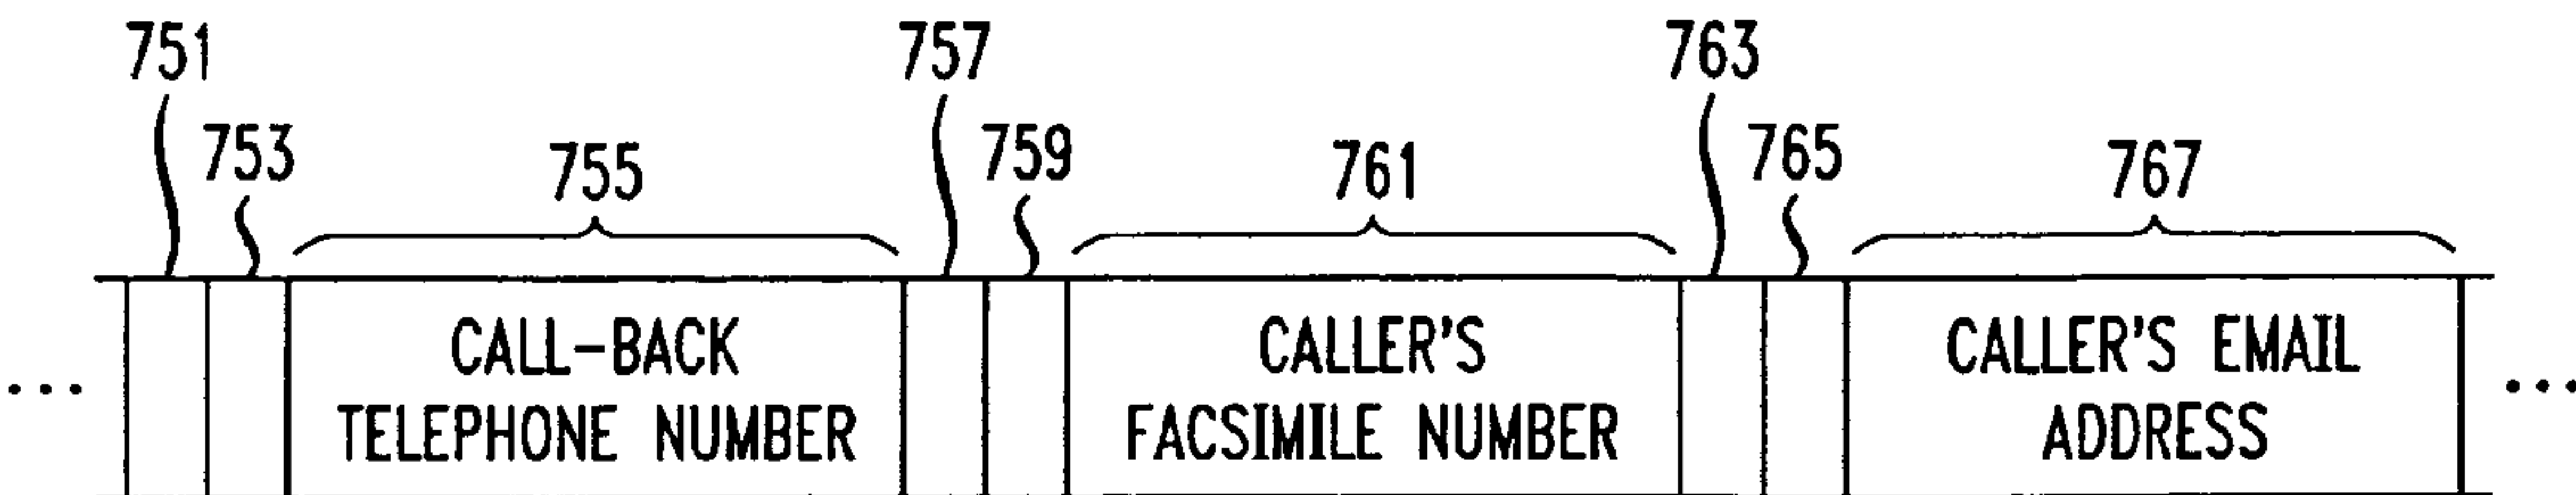 751 757 763
753 755 759 761 765 767
CALL-BACK CALLER'S CALLER'S EMAIL
... TELEPHONE NUMBER FACSIMILE NUMBER ADDRESS ...